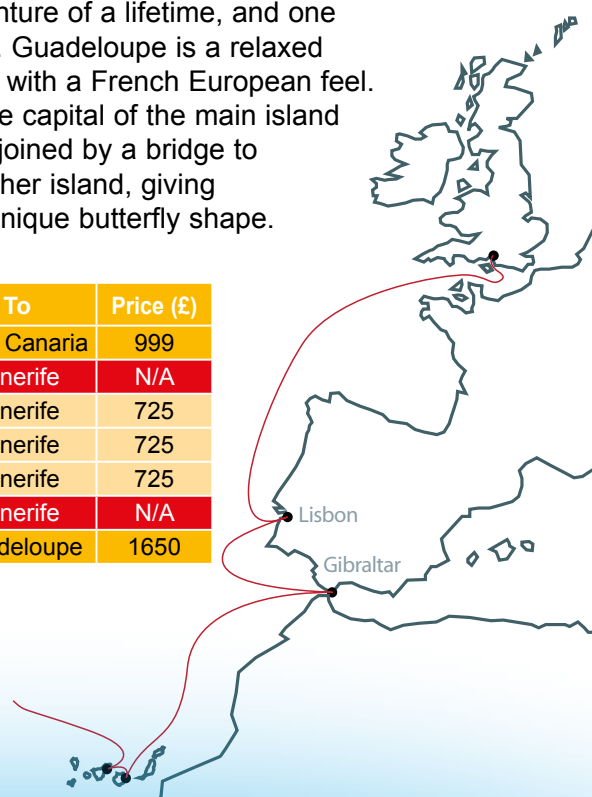 nture of a lifetime, and one
. Guadeloupe is a relaxed
with a French European feel.
e capital of the main island
joined by a bridge to
her island, giving
nique butterfly shape.
To Price (£)
Canaria 999
nerife N/A
nerife 725
nerife 725
nerife 725
nerife N/A
deloupe 1650
Lisbon
Gibraltar